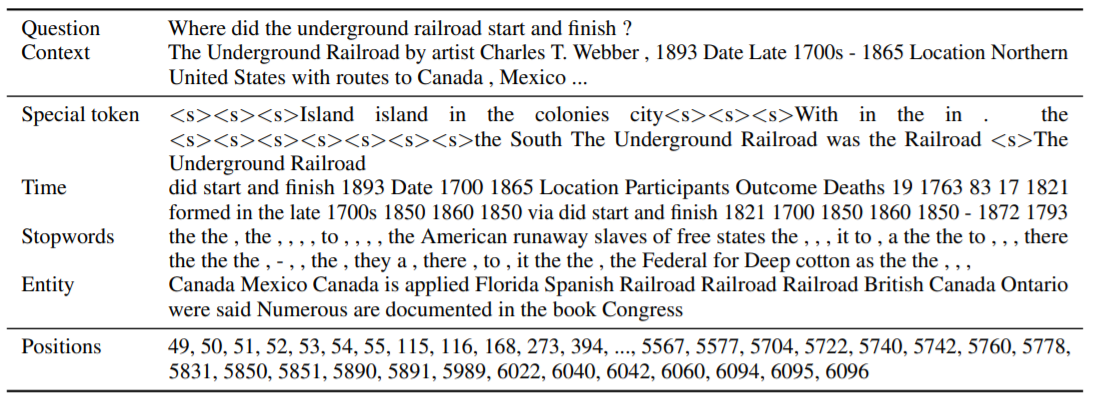 Question Where did the underground railroad start and finish ?
Context The Underground Railroad by artist Charles T. Webber , 1893 Date Late 1700s - 1865 Location Northern
United States with routes to Canada , Mexico ...
Special token <s><s><s>Island island in the colonies city<s><s><s>With in the in . the
<s><s><s><s><s><s><s>the South The Underground Railroad was the Railroad <s>The
Underground Railroad
Time did start and finish 1893 Date 1700 1865 Location Participants Outcome Deaths 19 1763 83 17 1821
formed in the late 1700s 1850 1860 1850 via did start and finish 1821 1700 1850 1860 1850 - 1872 1793
Stopwords the the , the , , , , to , , , , the American runaway slaves of free states the , , , it to , a the the to , , , there
the the the , - , , the , they a , there , to , it the the , the Federal for Deep cotton as the the , , ,
Entity Canada Mexico Canada is applied Florida Spanish Railroad Railroad Railroad British Canada Ontario
were said Numerous are documented in the book Congress
Positions 49, 50, 51, 52, 53, 54, 55, 115, 116, 168, 273, 394, ..., 5567, 5577, 5704, 5722, 5740, 5742, 5760, 5778,
5831, 5850, 5851, 5890, 5891, 5989, 6022, 6040, 6042, 6060, 6094, 6095, 6096